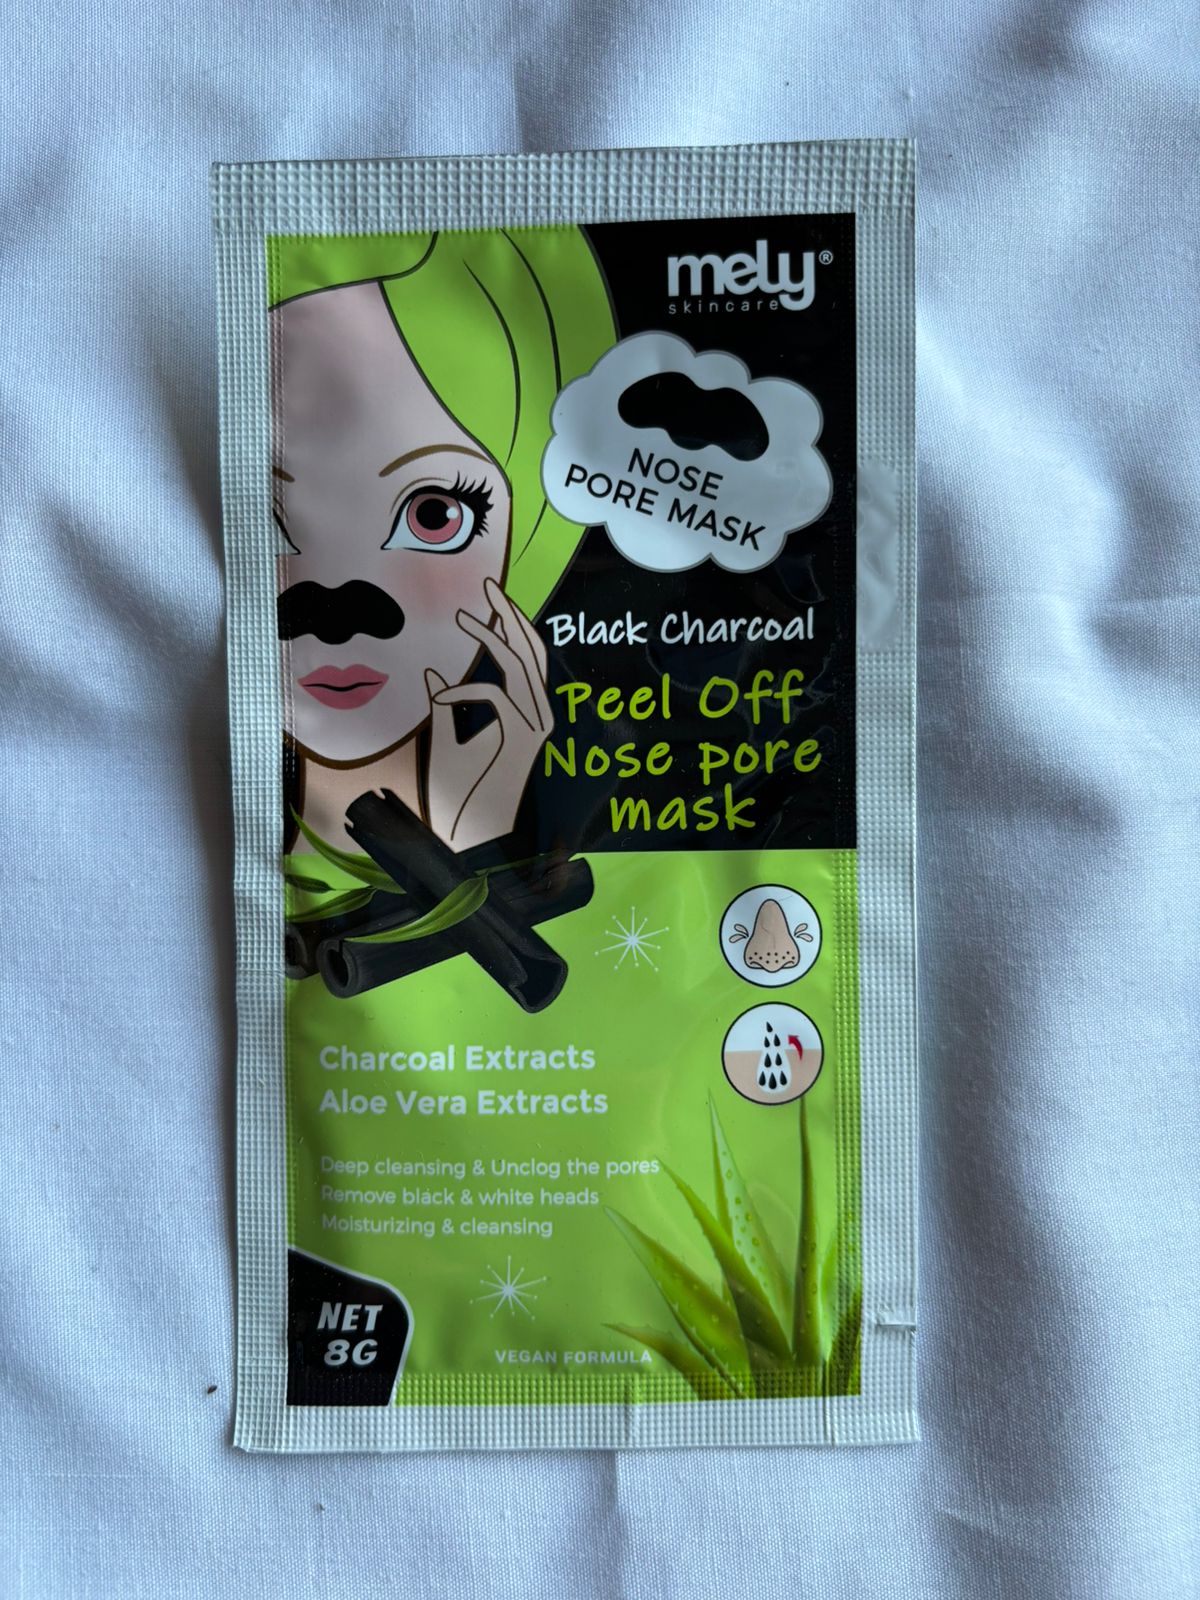 mely®
skincare
NOSE
PORE MASK
Black Charcoal
Peel Off
Nose pore
mask
Charcoal Extracts
Aloe Vera Extracts
Deep cleansing & Unclog the pores
Remove black & white heads
Moisturizing & cleansing
NET
8G
VEGAN FORMULA